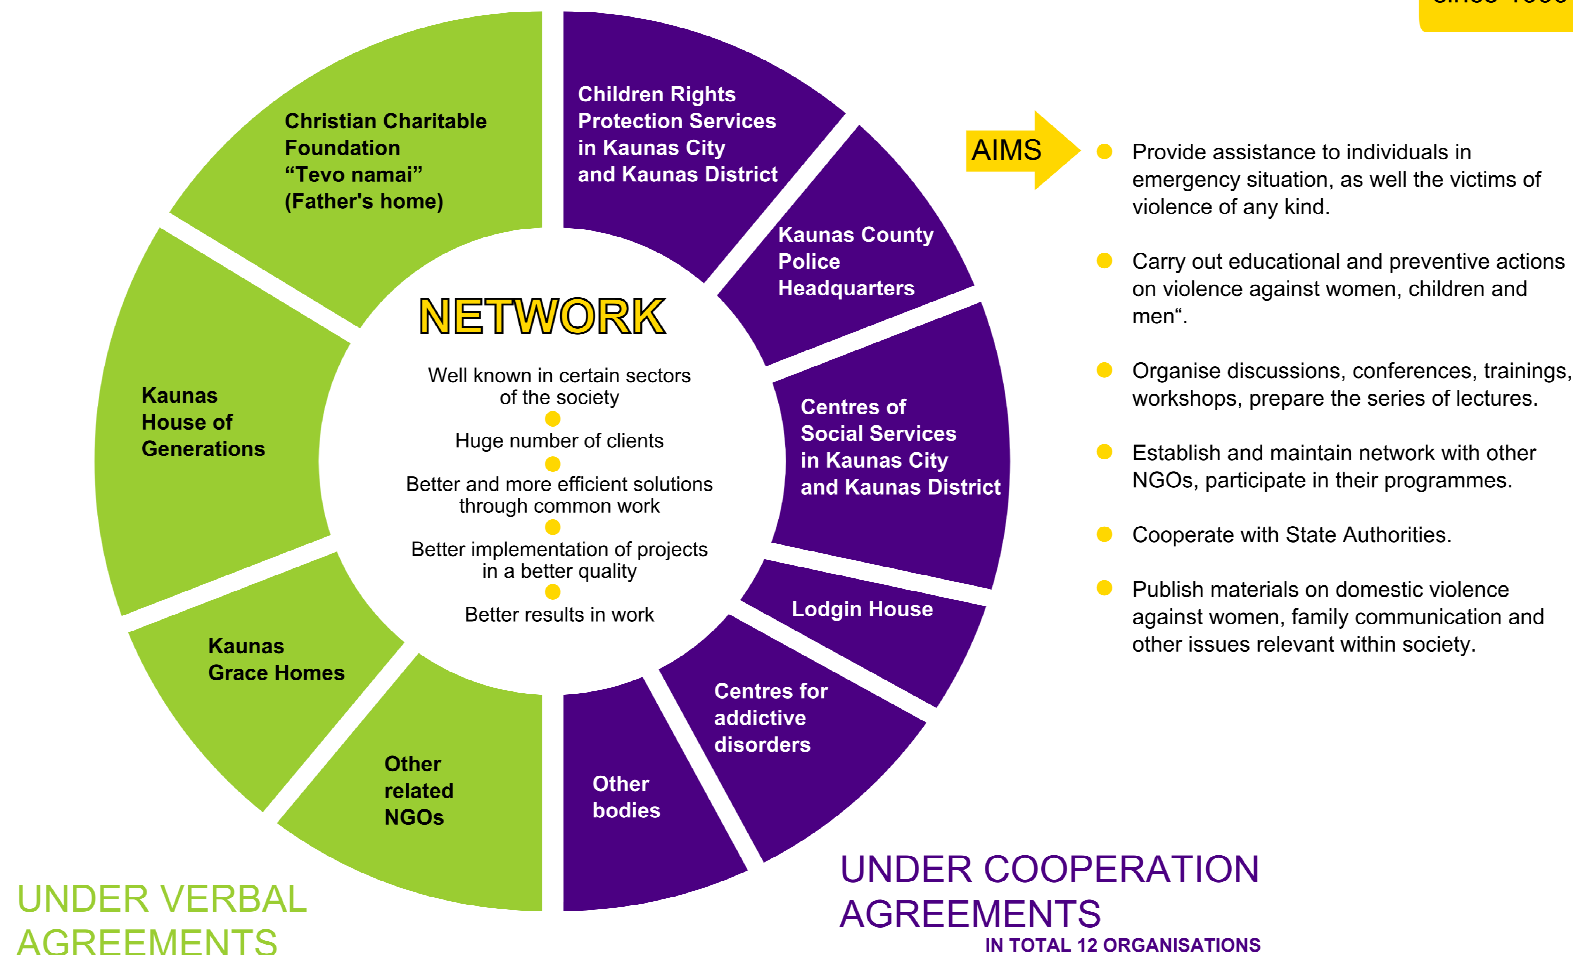 Christian Charitable
Foundation
“Tevo namai”
(Father's home)
Children Rights
Protection Services
in Kaunas City
and Kaunas District
Kaunas County
Police
Headquarters
Centres of
Social Services
in Kaunas City
and Kaunas District
Lodgin House
Centres for
addictive
disorders
Other
bodies
Other
related
NGOs
Kaunas
Grace Homes
Kaunas
House of
Generations
NETWORK
Well known in certain sectors
of the society
Huge number of clients
Better and more efficient solutions
through common work
Better implementation of projects
in a better quality
Better results in work
AIMS
Provide assistance to individuals in
emergency situation, as well the victims of
violence of any kind.
Carry out educational and preventive actions
on violence against women, children and
men“.
Organise discussions, conferences, trainings,
workshops, prepare the series of lectures.
Establish and maintain network with other
NGOs, participate in their programmes.
Cooperate with State Authorities.
Publish materials on domestic violence
against women, family communication and
other issues relevant within society.
UNDER VERBAL
AGREEMENTS
UNDER COOPERATION
AGREEMENTS
IN TOTAL 12 ORGANISATIONS